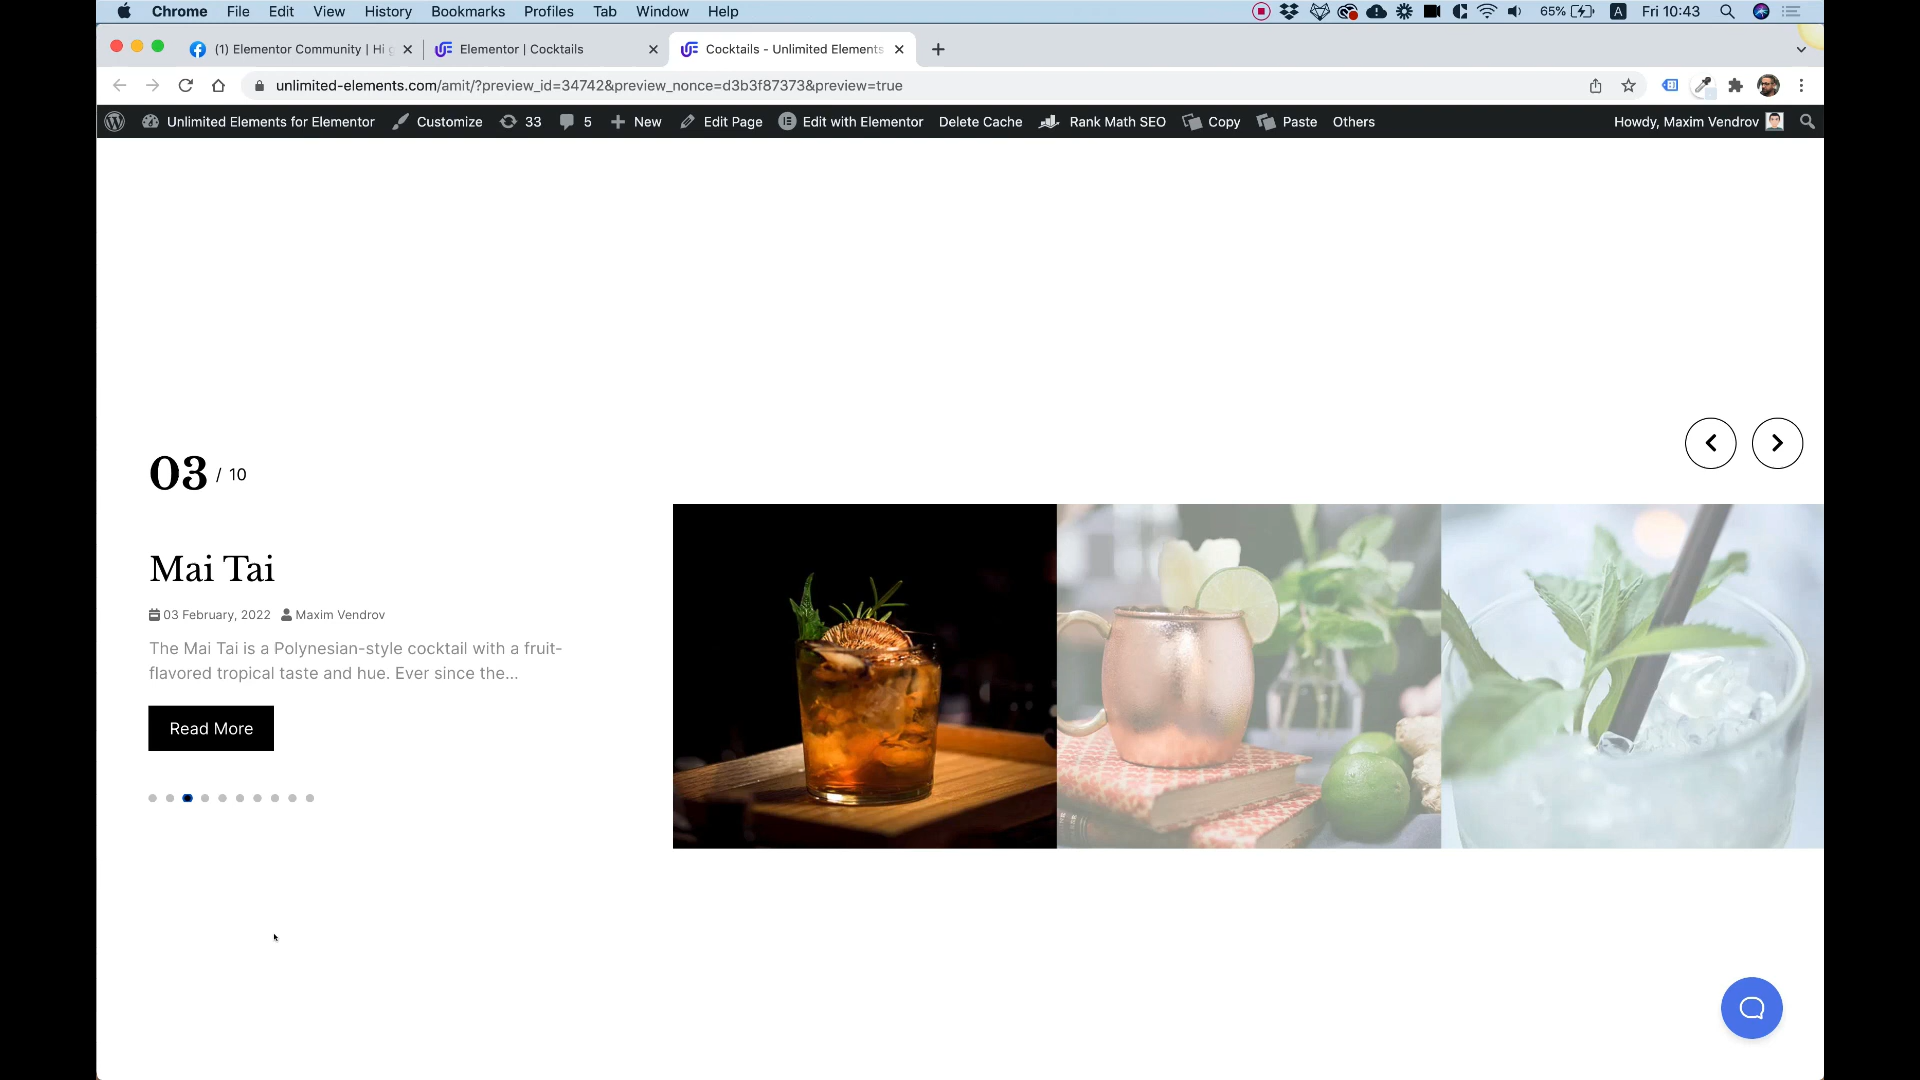 Chrome File Edit View History Bookmarks Profiles Tab Window Help
65% A Fri 10:43
(1) Elementor Community | Hi
Elementor | Cocktails
Cocktails - Unlimited Elements
unlimited-elements.com/amit/?preview_id=34742&preview_nonce=d3b3f87373&preview=true
Unlimited Elements for Elementor Customize 33 5 New Edit Page Edit with Elementor Delete Cache Rank Math SEO Copy Paste Others
Howdy, Maxim Vendrov
03 / 10
Mai Tai
03 February, 2022 Maxim Vendrov
The Mai Tai is a Polynesian-style cocktail with a fruit-
flavored tropical taste and hue. Ever since the...
Read More